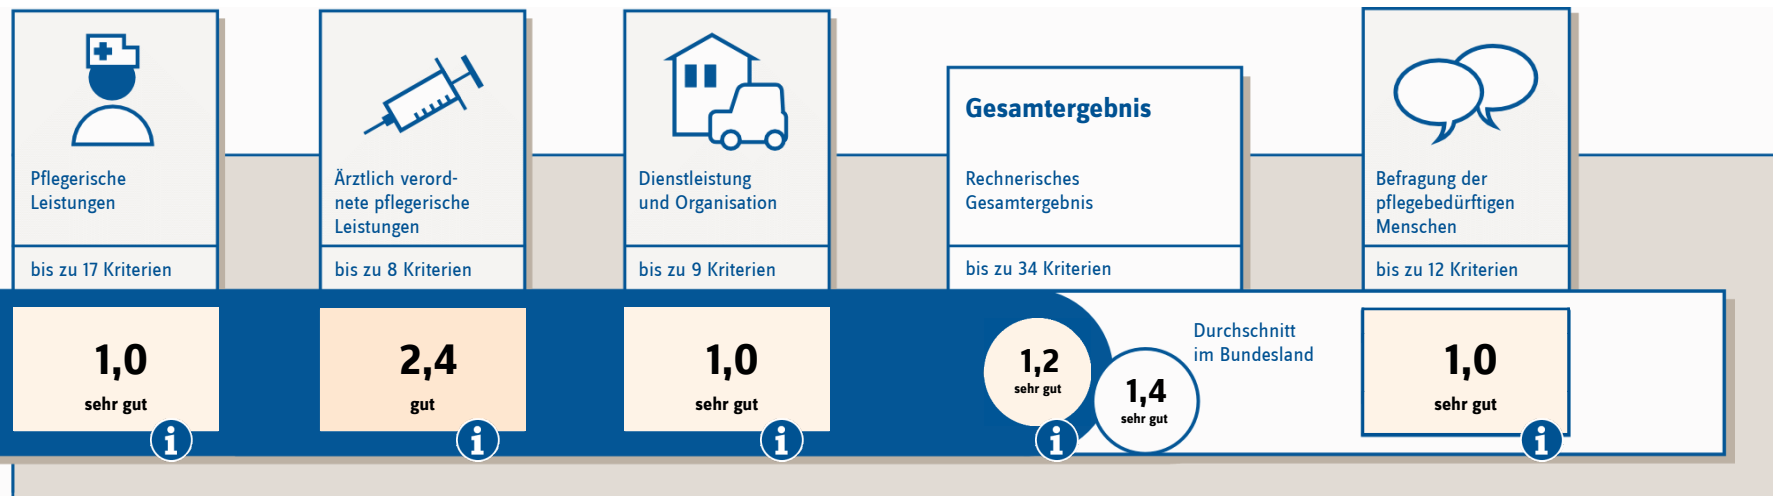 Pflegerische
Leistungen
bis zu 17 Kriterien
1,0
sehr gut
Ärztlich verord-
nete pflegerische
Leistungen
bis zu 8 Kriterien
2,4
gut
Dienstleistung
und Organisation
bis zu 9 Kriterien
1,0
sehr gut
Gesamtergebnis
Rechnerisches
Gesamtergebnis
bis zu 34 Kriterien
1,2
sehr gut
1,4
sehr gut
Durchschnitt
im Bundesland
Befragung der
pflegebedürftigen
Menschen
bis zu 12 Kriterien
1,0
sehr gut